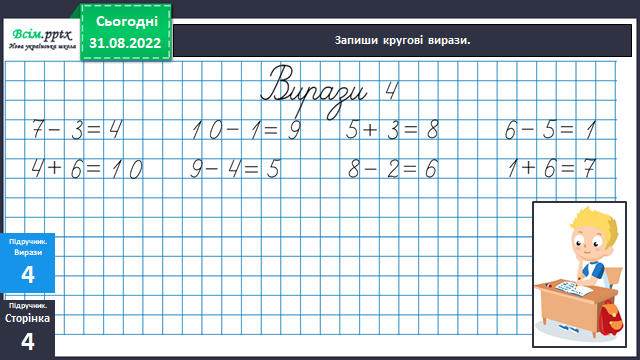 Всім.pptx
Нова українська школа
Сьогодні
31.08.2022
Запиши кругові вирази.
Вирази 4
7 - 3 = 4 10 - 1 = 9 5 + 3 = 8 6 - 5 = 1
4 + 6 = 10 9 - 4 = 5 8 - 2 = 6 1 + 6 = 7
Підручник.
Вирази
4
Підручник.
Сторінка
4